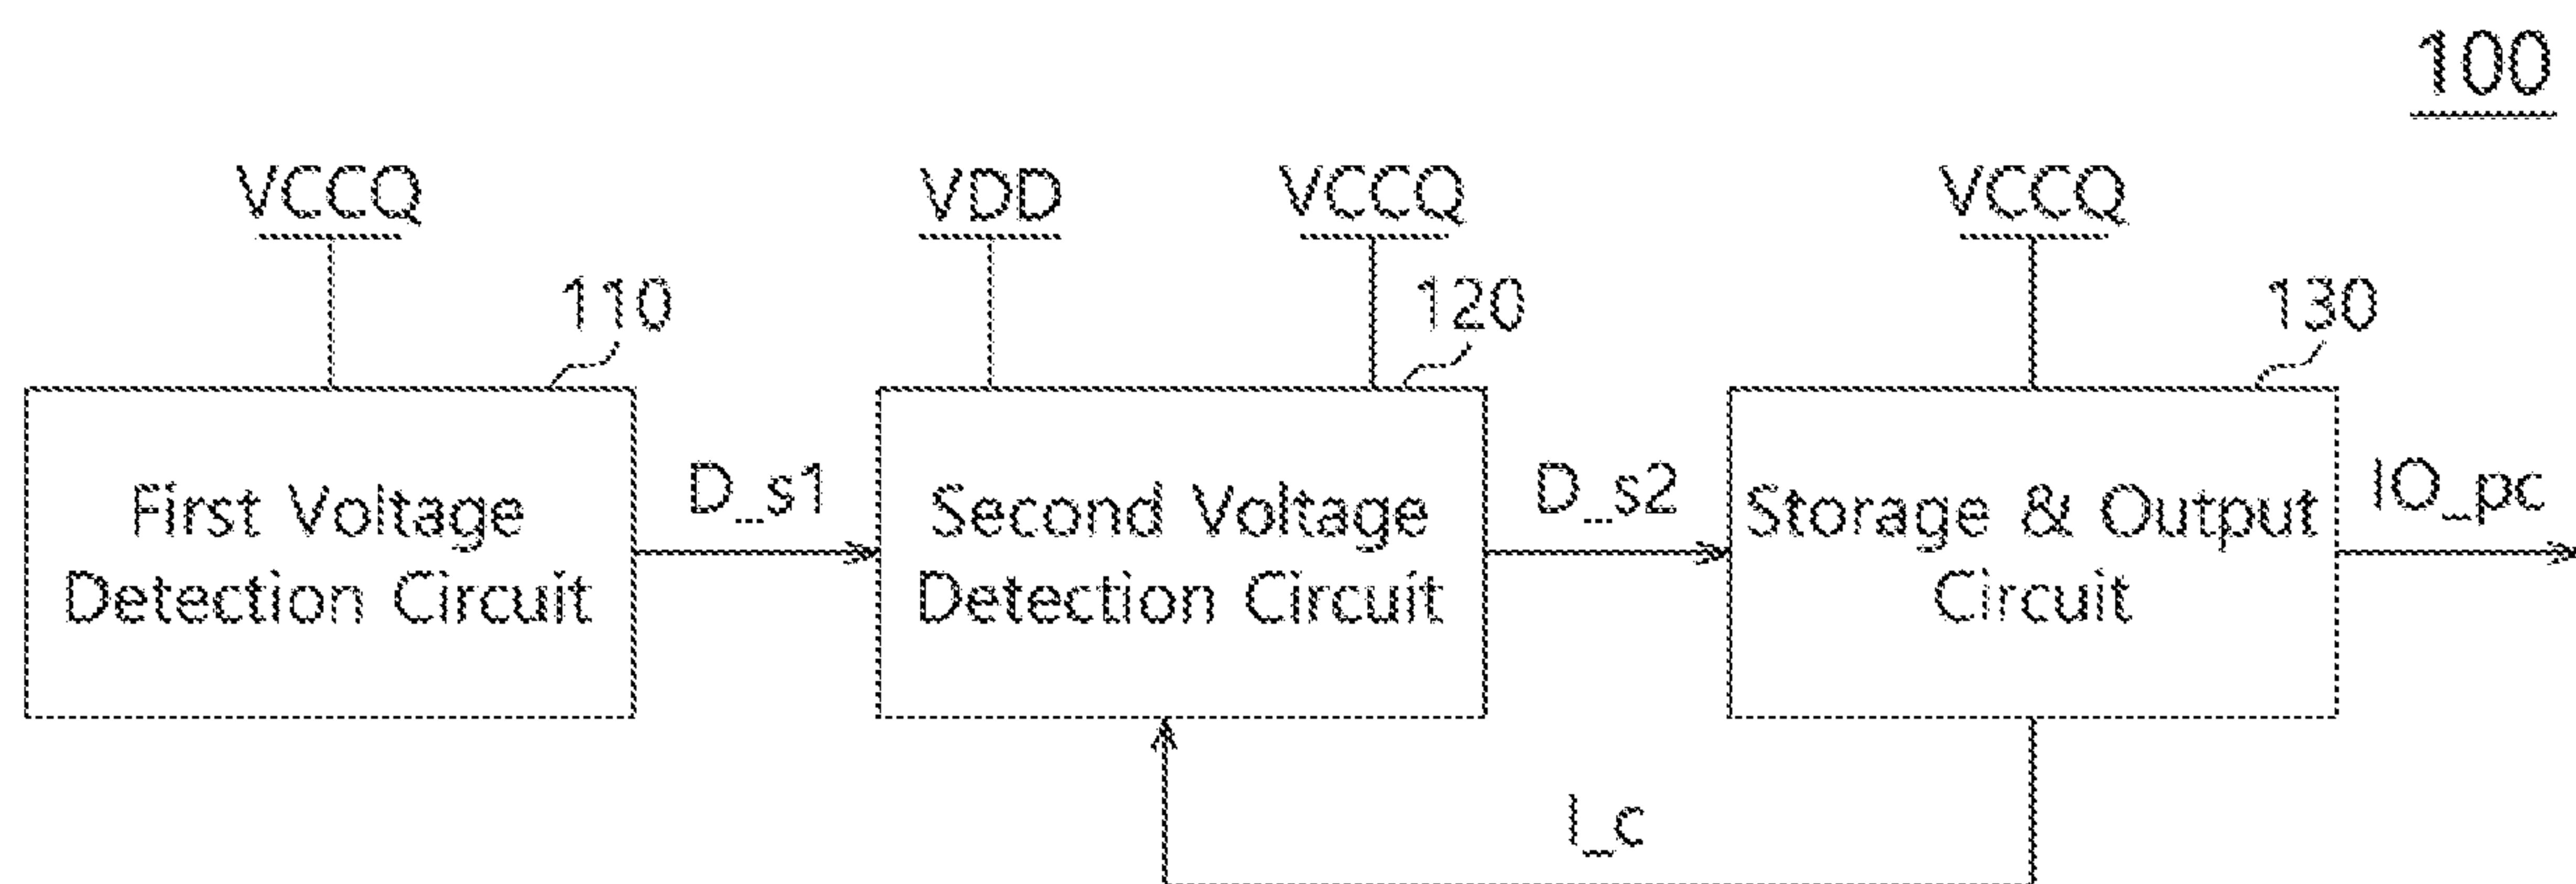 100
VCCQ
VDD
VCCQ
VCCQ
110
120
130
First Voltage
Detection Circuit
D_s1
Second Voltage
Detection Circuit
D_s2
Storage & Output
Circuit
IO_pc
I_c